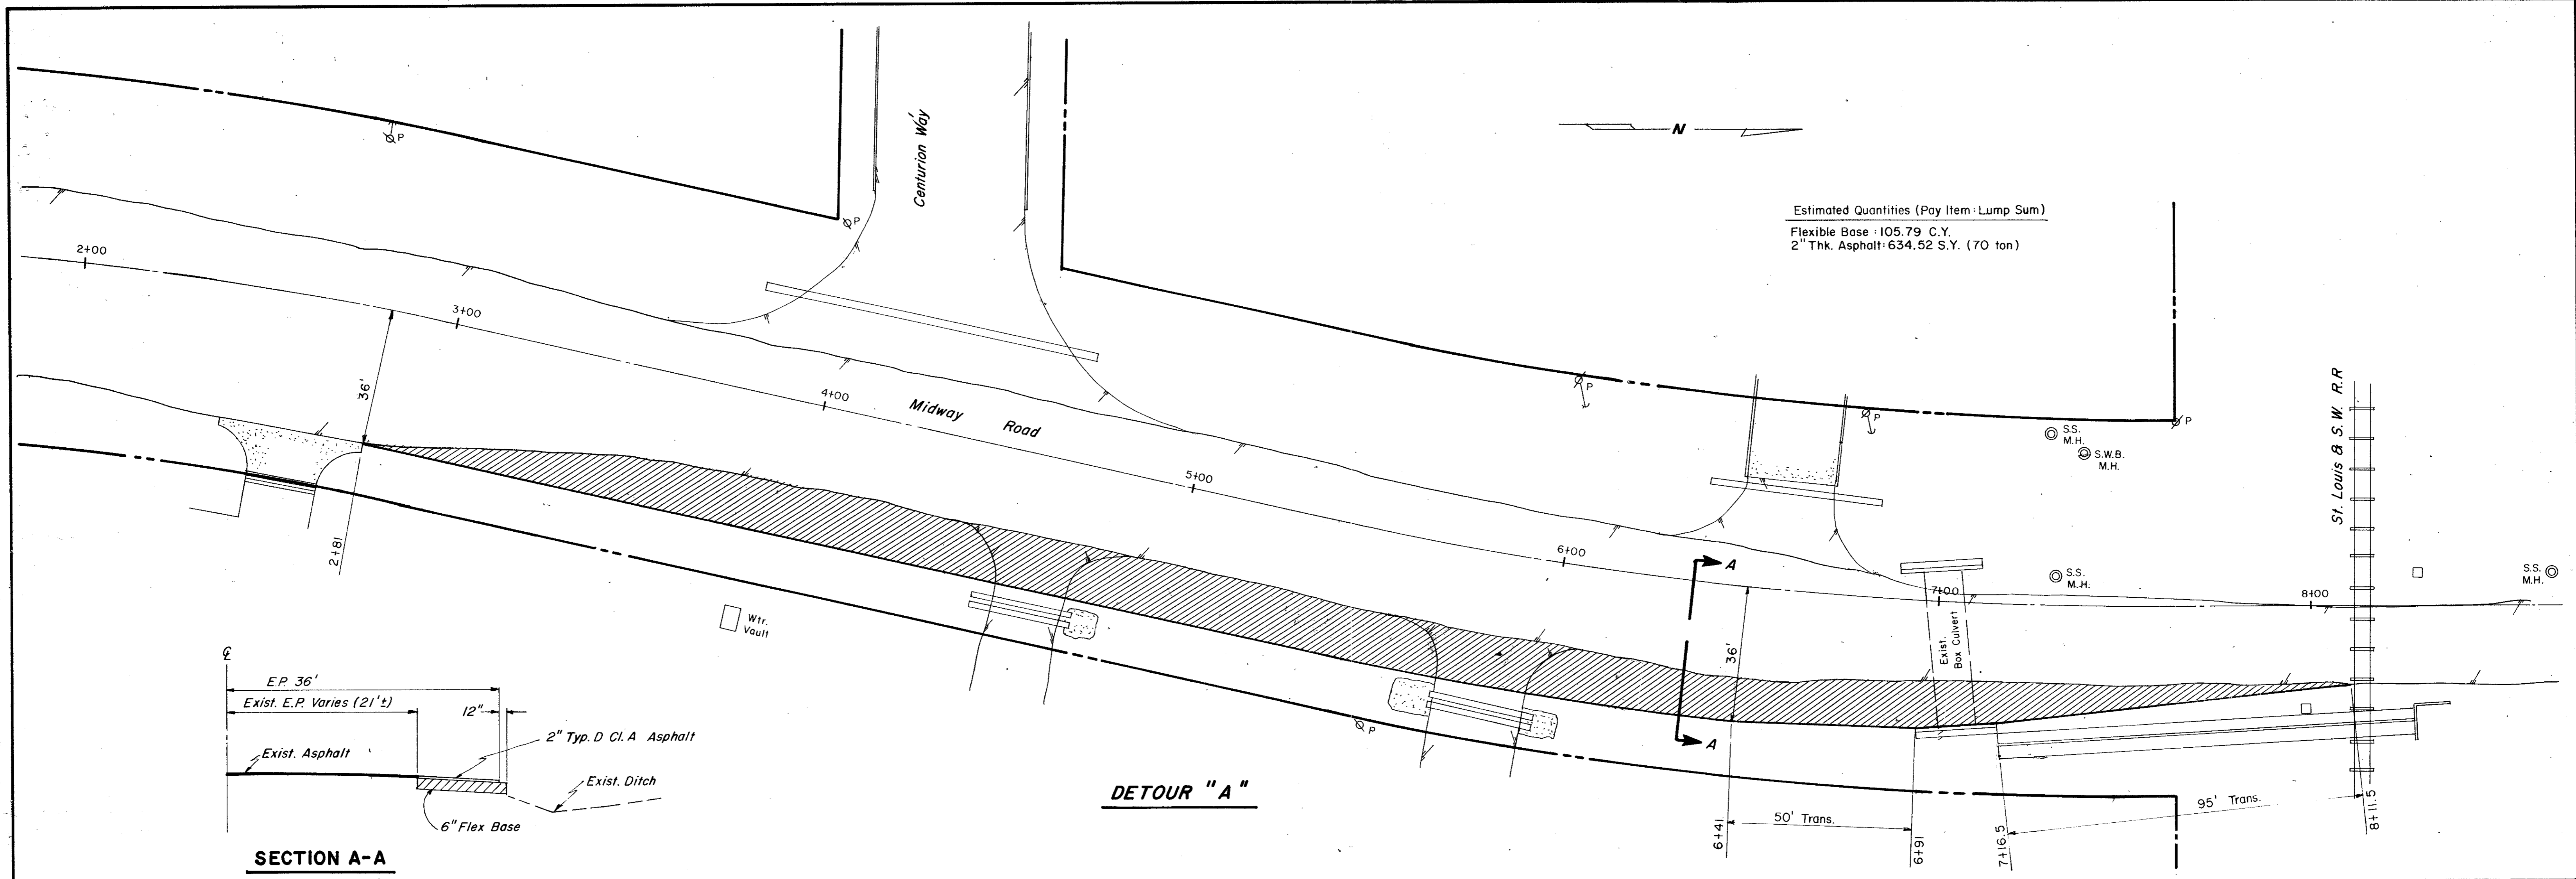 P
Centurion Way
N
P
Estimated Quantities (Pay Item: Lump Sum)
Flexible Base : 105.79 C.Y.
2" Thk. Asphalt: 634.52 S.Y. (70 ton)
2+00
3+00
36'
4+00
Midway Road
5+00
P
P
P
S.S.
M.H.
S.W.B.
M.H.
St. Louis & S.W. R.R
2+81
6+00
A
S.S.
M.H.
S.S.
M.H.
7+00
8+00
Wtr.
Vault
Exist.
Box Culvert
36'
P
A
℄
E.P. 36'
Exist. E.P. Varies (21'±)
12"
2" Typ. D Cl. A Asphalt
Exist. Asphalt
Exist. Ditch
6" Flex Base
SECTION A-A
DETOUR "A"
50' Trans.
95' Trans.
6+41
6+91
7+16.5
8+11.5